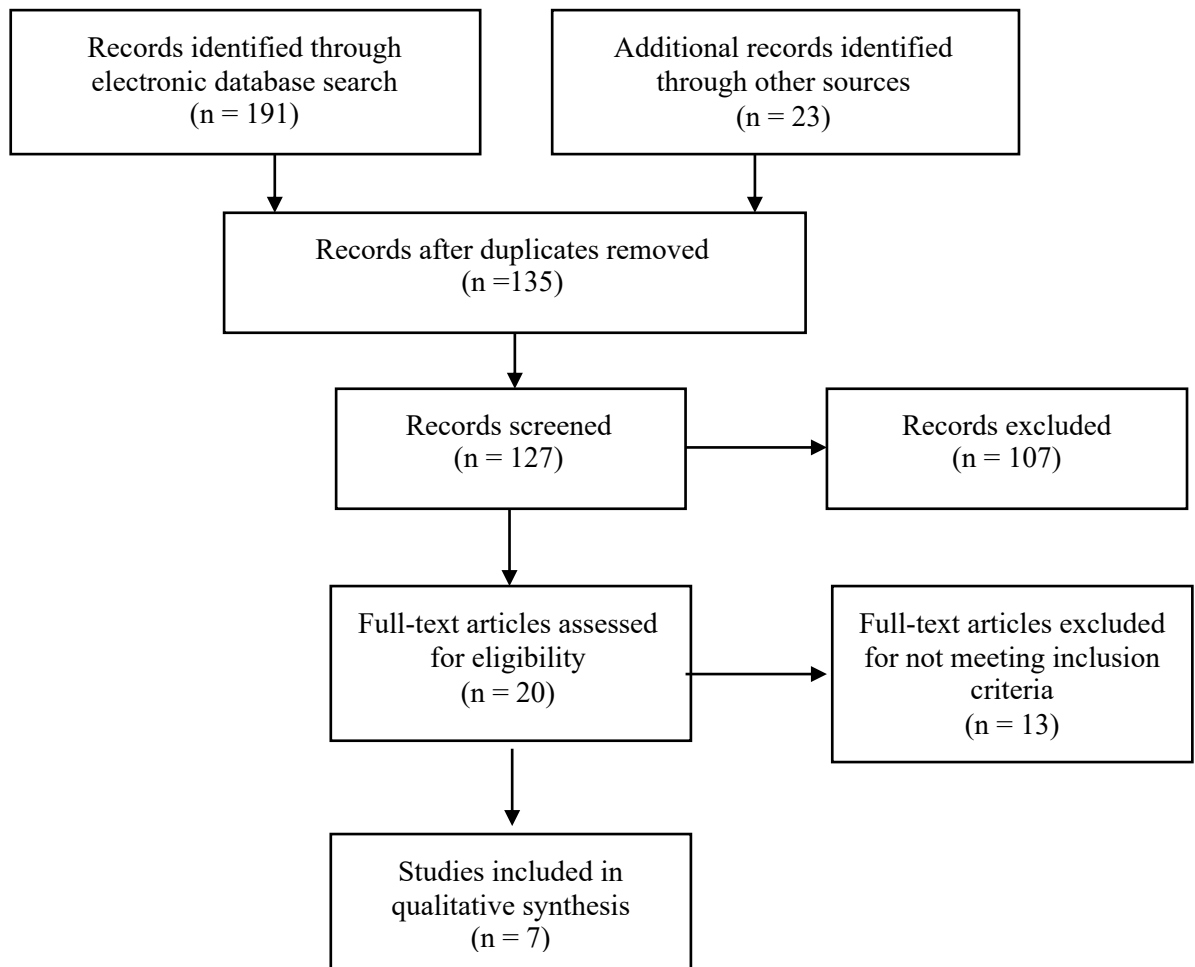 Records identified through
electronic database search
(n = 191)
Additional records identified
through other sources
(n = 23)
Records after duplicates removed
(n =135)
Records screened
(n = 127)
Records excluded
(n = 107)
Full-text articles assessed
for eligibility
(n = 20)
Full-text articles excluded
for not meeting inclusion
criteria
(n = 13)
Studies included in
qualitative synthesis
(n = 7)